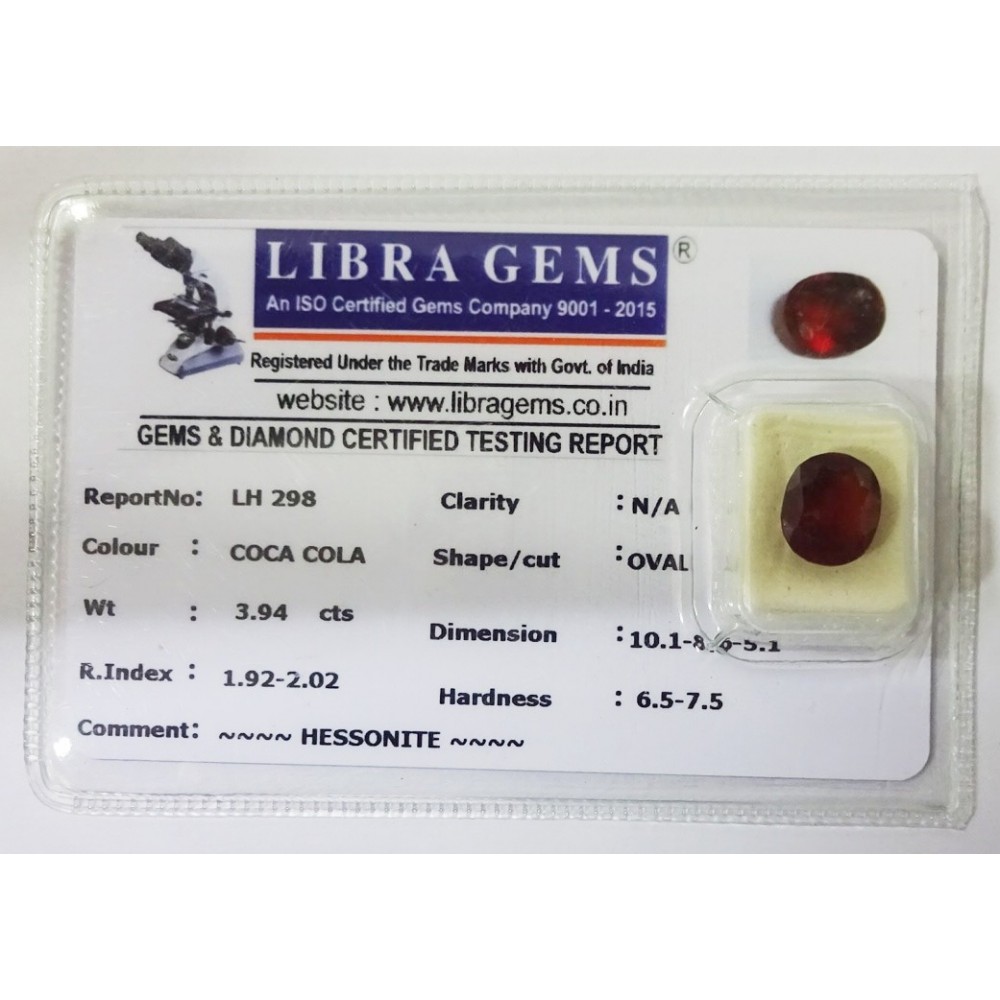 LIBRA GEMS ®
An ISO Certified Gems Company 9001 - 2015
Registered Under the Trade Marks with Govt. of India
website : www.libragems.co.in
GEMS & DIAMOND CERTIFIED TESTING REPORT
ReportNo: LH 298
Clarity : N/A
Colour : COCA COLA
Shape/cut : OVAL
Wt : 3.94 cts
Dimension
R.Index : 1.92-2.02
Hardness : 6.5-7.5
Comment: ~~~~ HESSONITE ~~~~